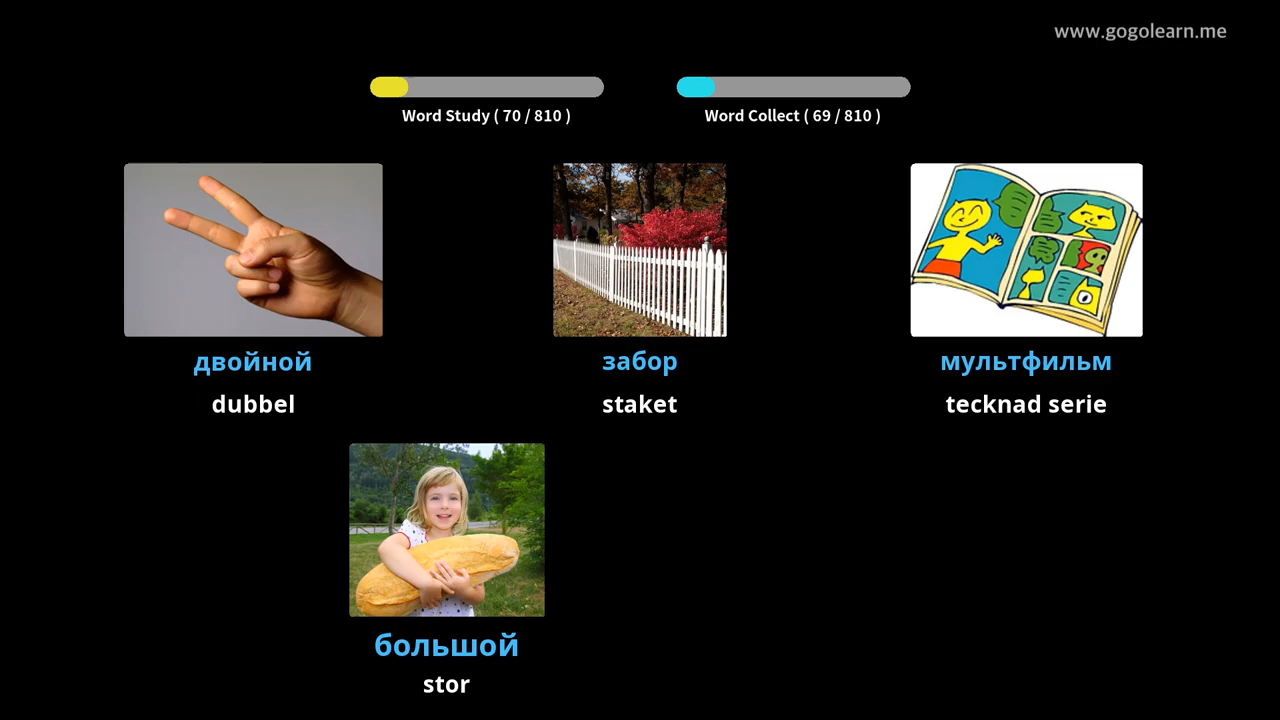 www.gogolearn.me
Word Study ( 70 / 810 )
Word Collect ( 69 / 810 )
двойной
забор
мультфильм
dubbel
staket
tecknad serie
большой
stor